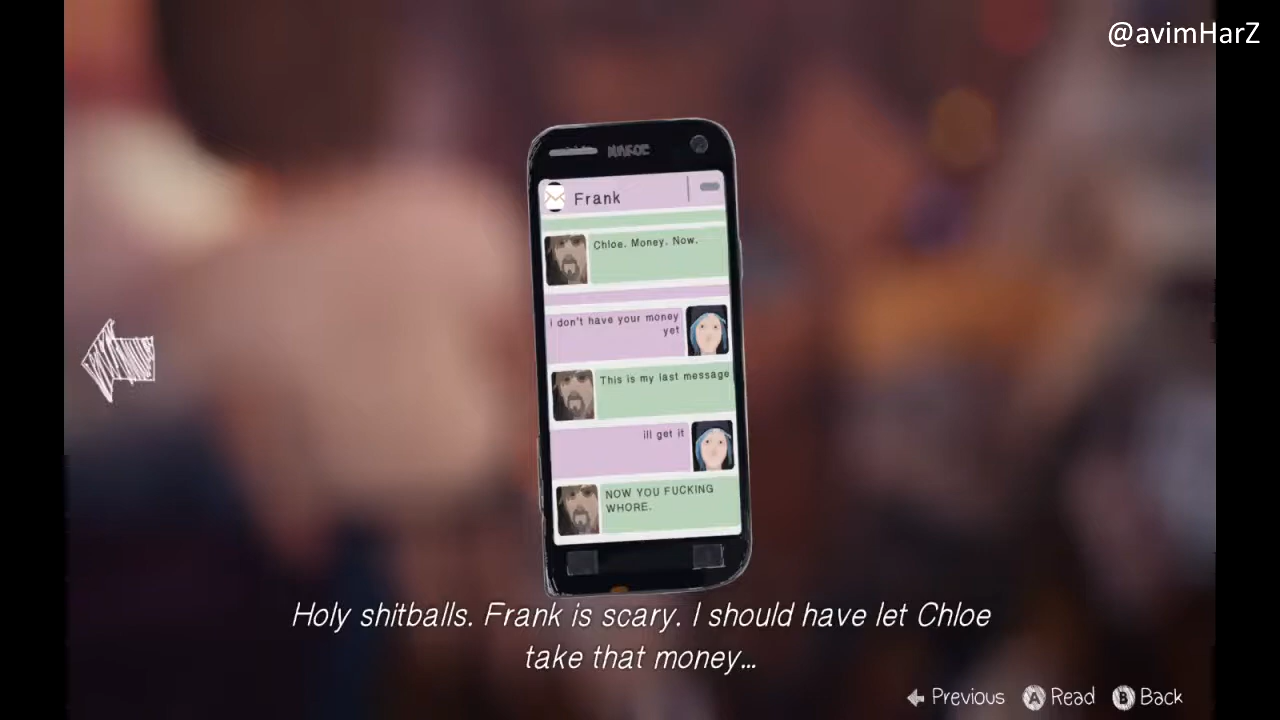 @avimHarZ
Frank
Chloe. Money. Now.
i don't have your money
yet
This is my last message
ill get it
NOW YOU FUCKING
WHORE.
Holy shitballs. Frank is scary. I should have let Chloe
take that money...
Previous A Read B Back